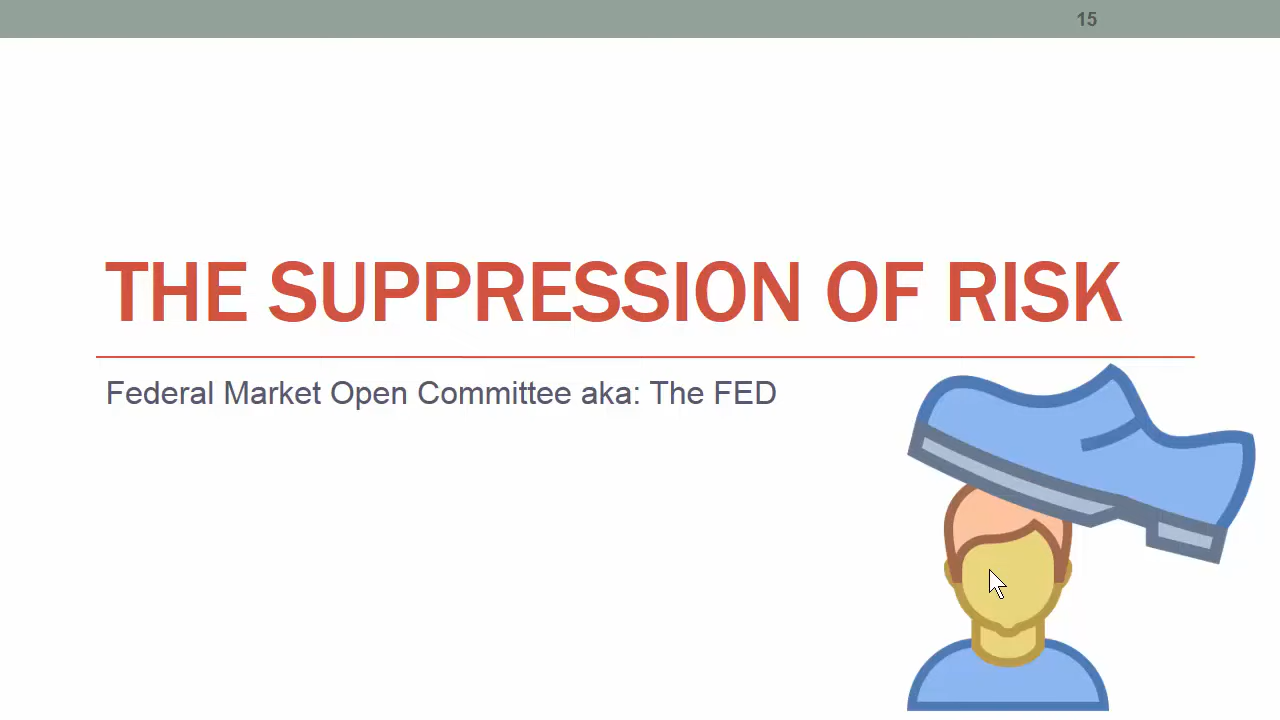 15
THE SUPPRESSION OF RISK
Federal Market Open Committee aka: The FED